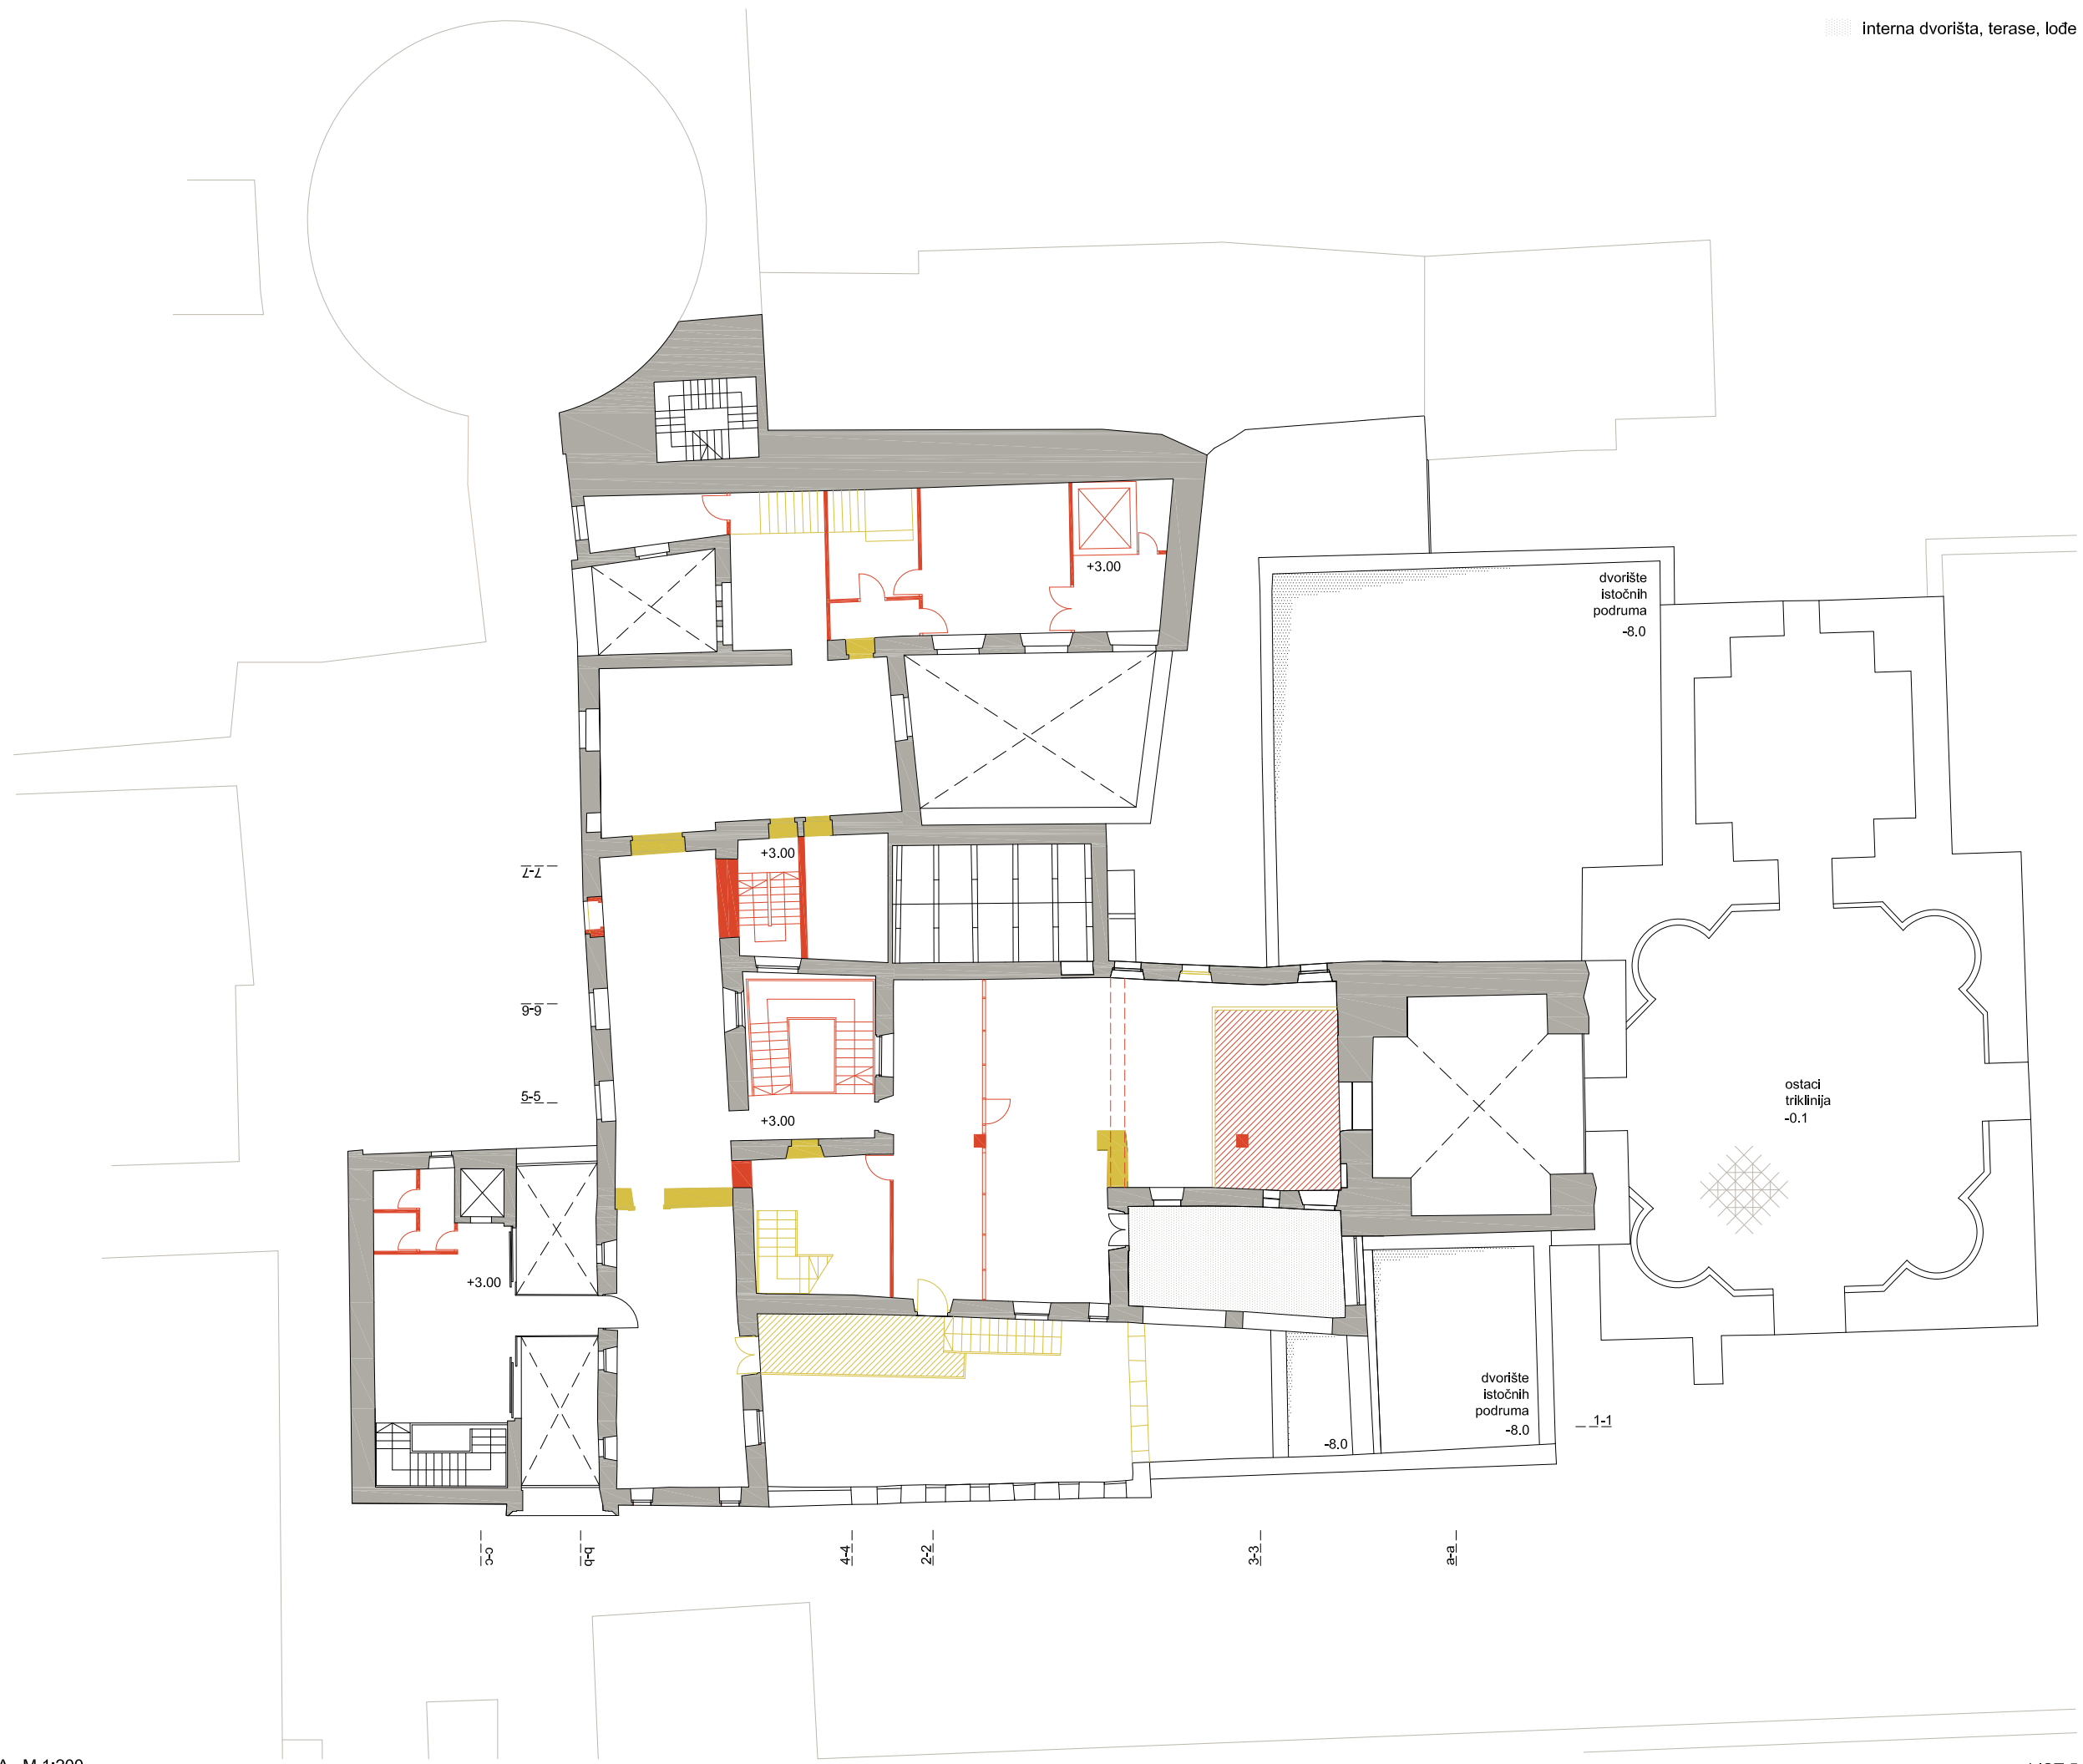 interna dvorišta, terase, lođe
+3.00
dvorište
istočnih
podruma
-8.0
+3.00
7-7
6-6
5-5
+3.00
ostaci
triklinija
-0.1
+3.00
dvorište
istočnih
podruma
-8.0
1-1
-8.0
c-c
b-b
4-4
2-2
3-3
a-a
M 1:200